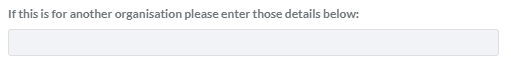 If this is for another organisation please enter those details below: